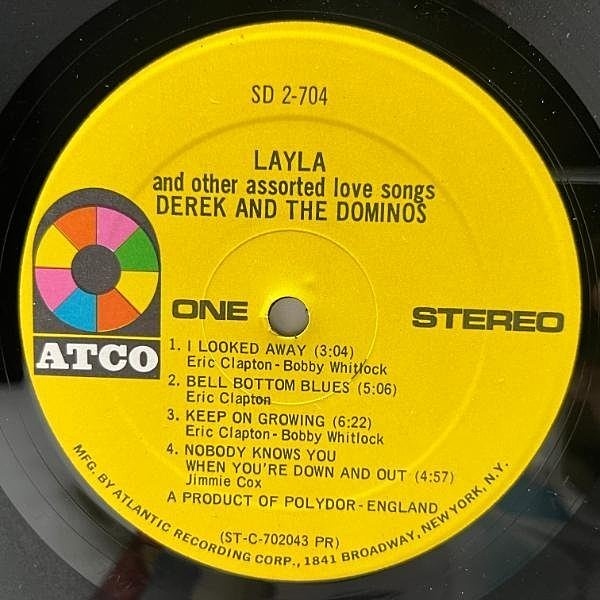 SD 2-704
LAYLA
and other assorted love songs
DEREK AND THE DOMINOS
ATCO
ONE
STEREO
1. I LOOKED AWAY (3:04)
Eric Clapton - Bobby Whitlock
2. BELL BOTTOM BLUES (5:06)
Eric Clapton
3. KEEP ON GROWING (6:22)
Eric Clapton - Bobby Whitlock
4. NOBODY KNOWS YOU
WHEN YOU'RE DOWN AND OUT (4:57)
Jimmie Cox
A PRODUCT OF POLYDOR - ENGLAND
(ST-C-702043 PR)
MFG. BY ATLANTIC RECORDING CORP., 1841 BROADWAY, NEW YORK, N.Y.